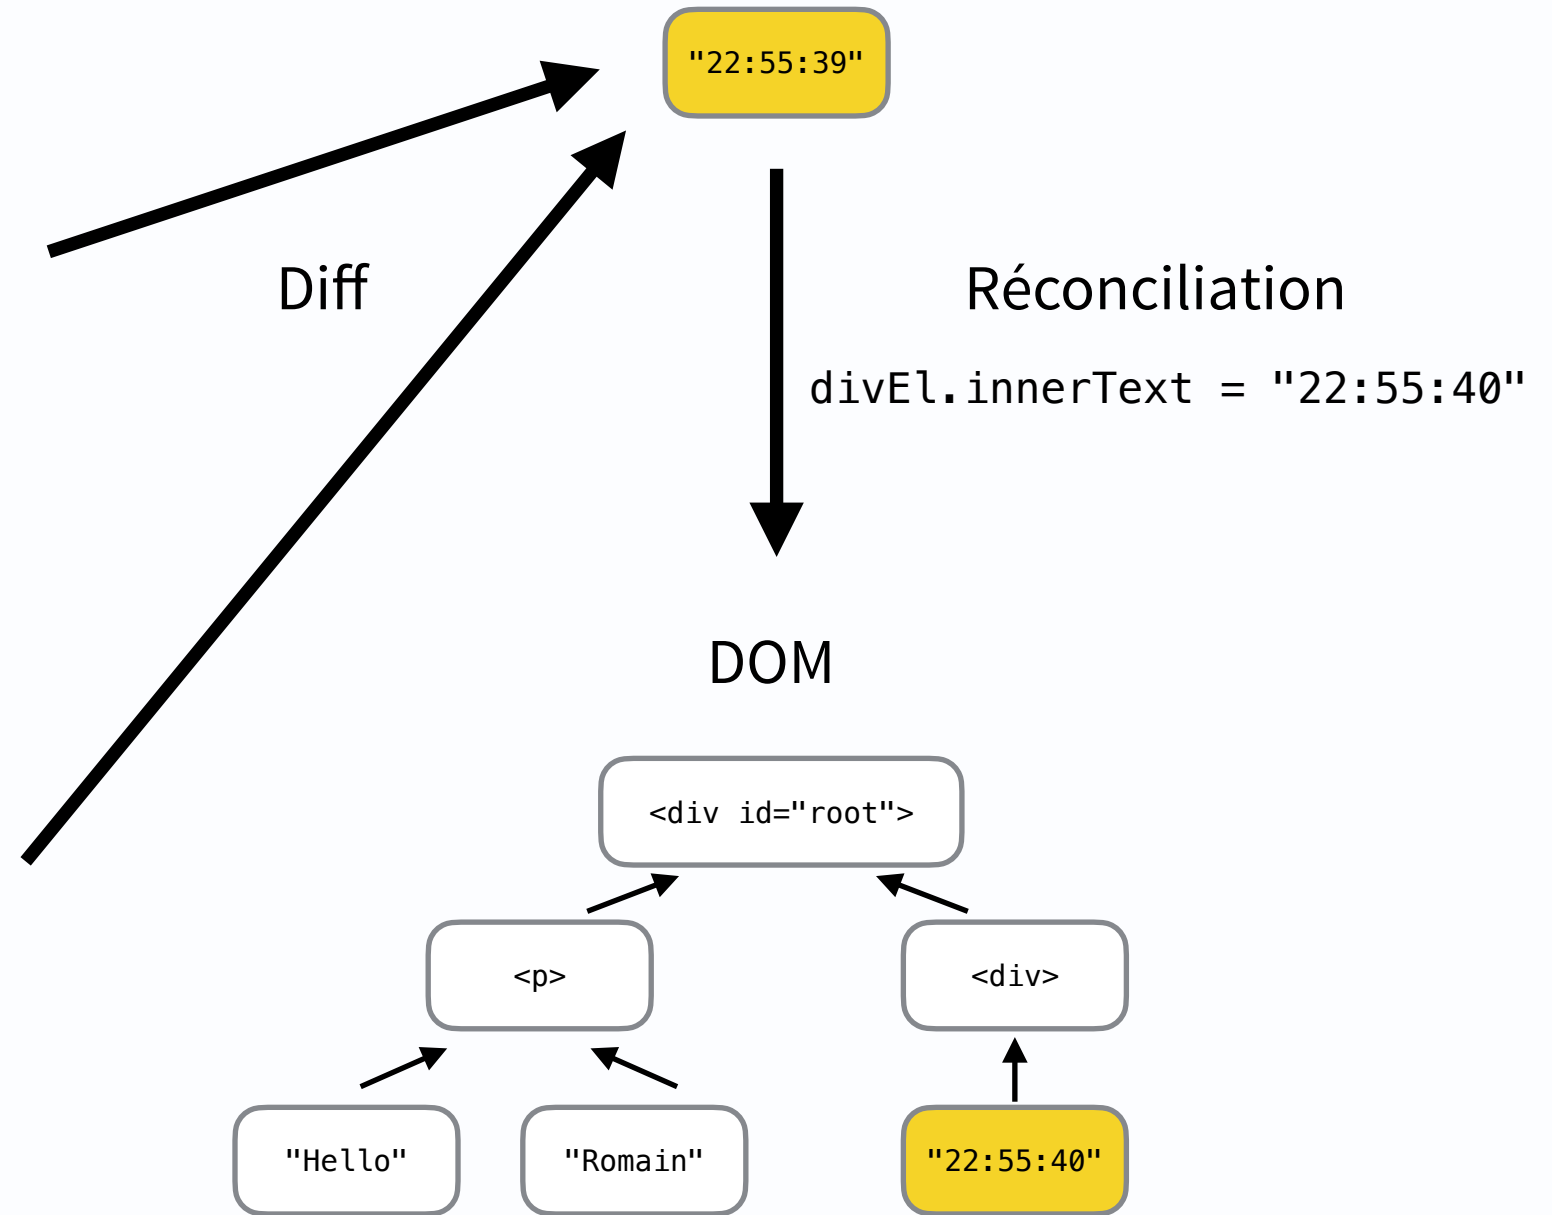 "22:55:39"
Diff
Réconciliation
divEl.innerText = "22:55:40"
DOM
<div id="root">
<p>
<div>
"Hello"
"Romain"
"22:55:40"